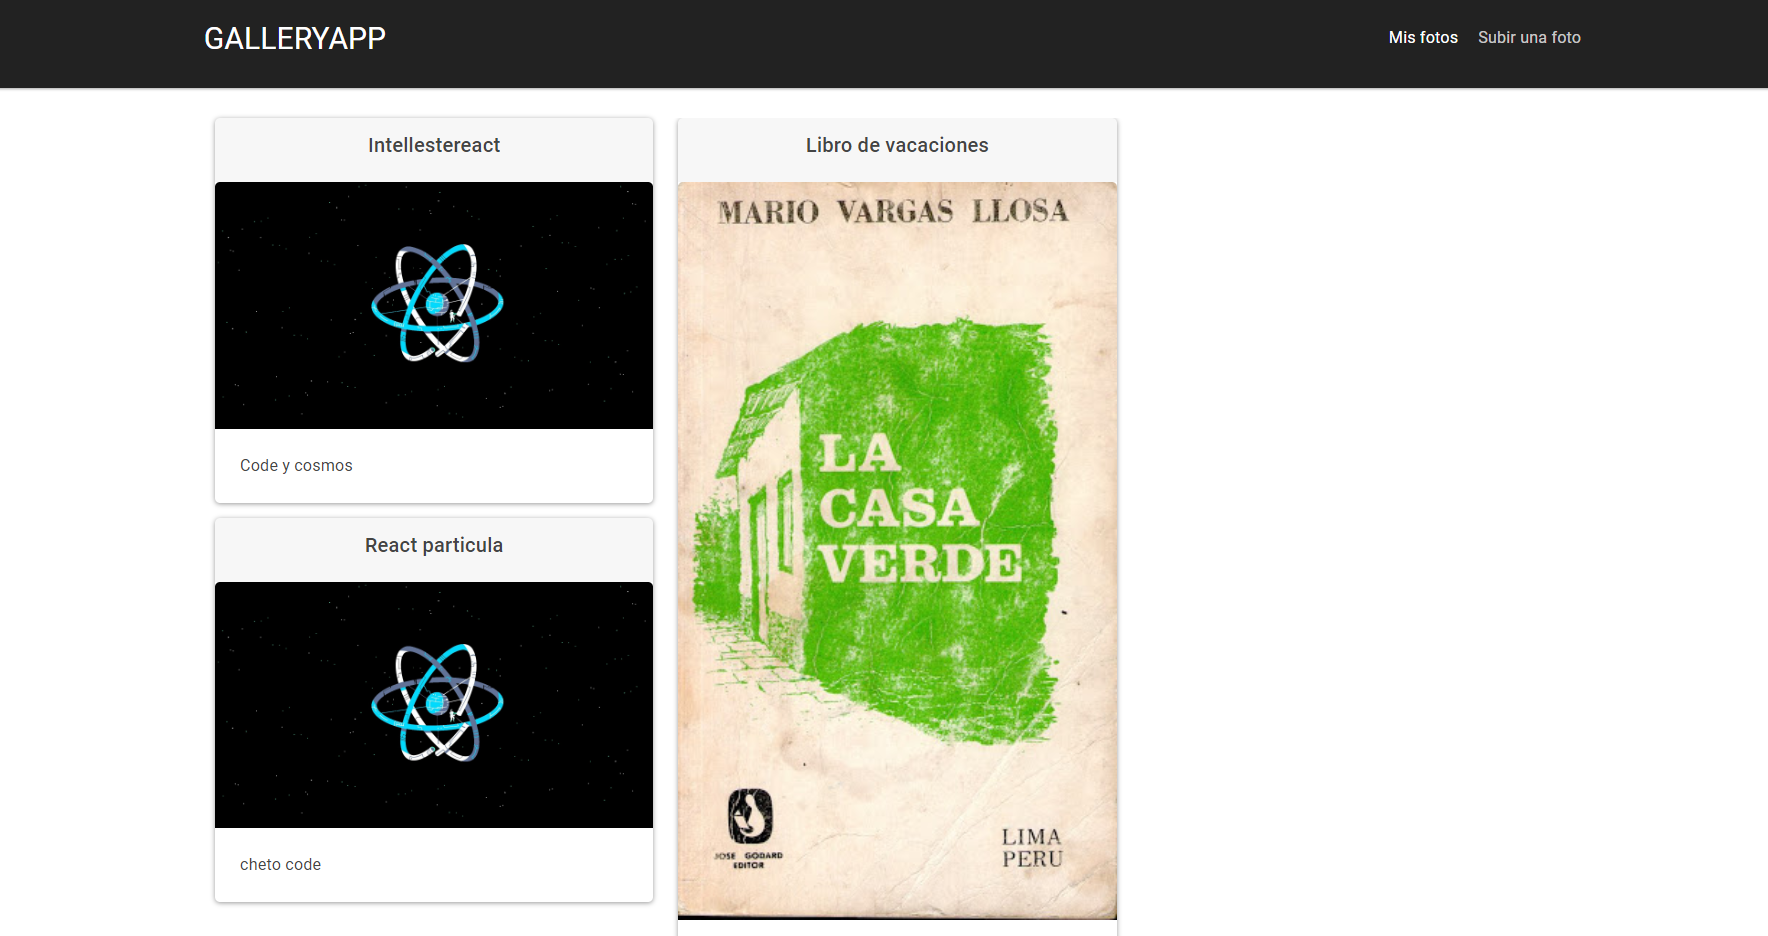 GALLERYAPP
Mis fotos
Subir una foto
Intellestereact
Code y cosmos
React particula
cheto code
Libro de vacaciones
MARIO VARGAS LLOSA
LA
CASA
VERDE
JOSE GODARD
EDITOR
LIMA
PERU